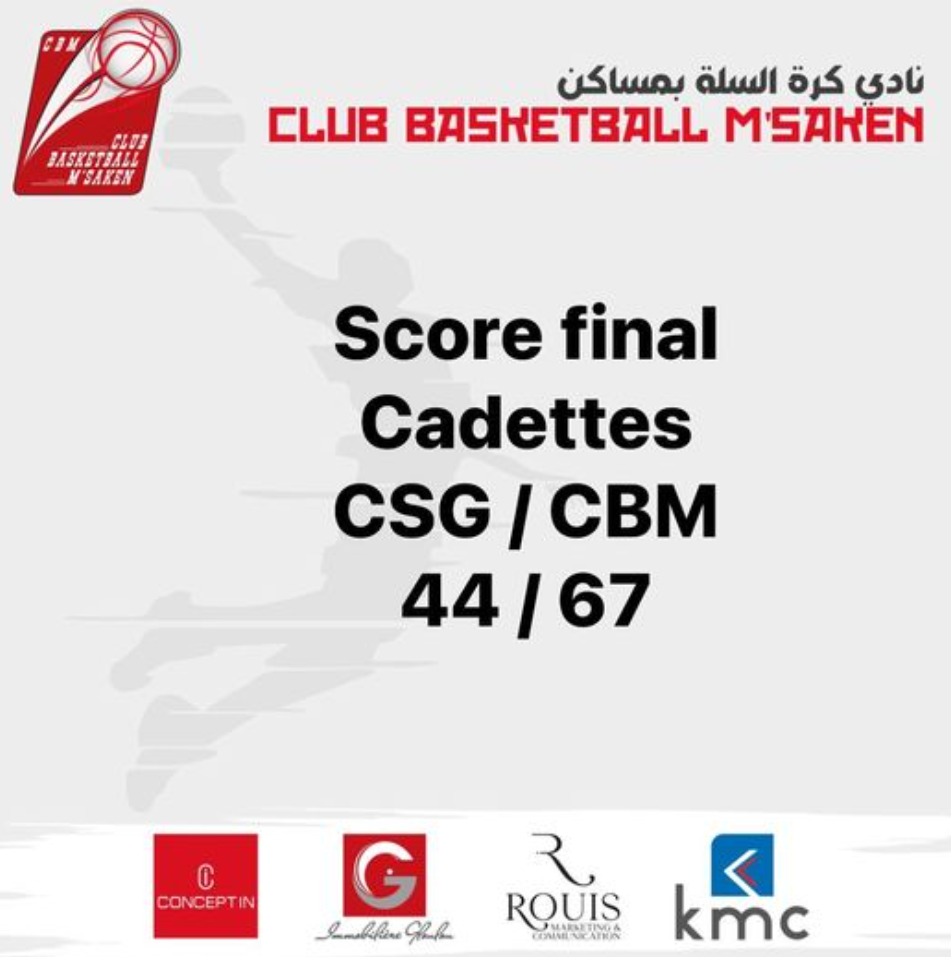 CBM
CLUB
BASKETBALL
M'SAKEN
نادي كرة السلة بمساكن
CLUB BASKETBALL M'SAKEN
Score final
Cadettes
CSG / CBM
44 / 67
CONCEPTIN
Immobilière
ROUIS
MARKETING &
COMMUNICATION
kmc